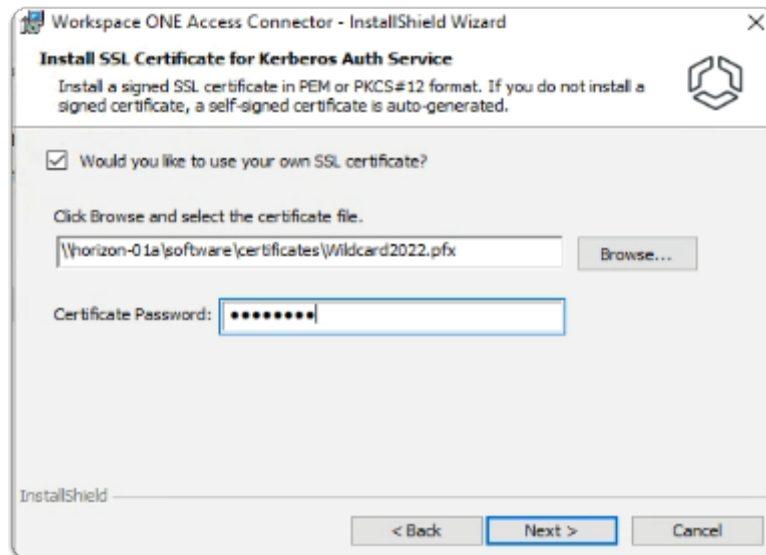 Workspace ONE Access Connector - InstallShield Wizard
Install SSL Certificate for Kerberos Auth Service
Install a signed SSL certificate in PEM or PKCS#12 format. If you do not install a
signed certificate, a self-signed certificate is auto-generated.
Would you like to use your own SSL certificate?
Click Browse and select the certificate file.
\\horizon-01a\software\certificates\Wildcard2022.pfx
Browse...
Certificate Password: ●●●●●●●●
InstallShield
< Back Next > Cancel